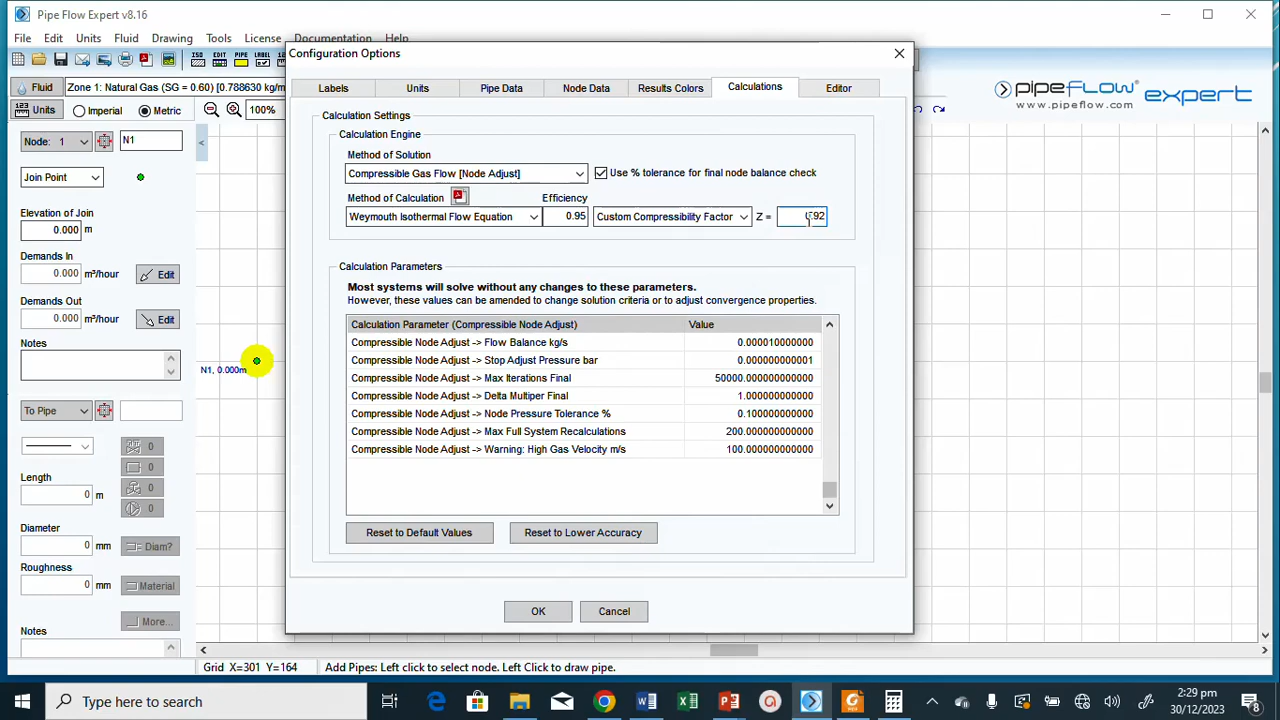 Pipe Flow Expert v8.16
File Edit Units Fluid Drawing Tools License Documentation
Configuration Options
Labels Units Pipe Data Node Data Results Colors Calculations Editor
Fluid Zone 1: Natural Gas (SG = 0.60) [0.788630 kg/m
Units Imperial Metric 100%
pipeFlow expert
www.pipeflow.com
Node: 1 N1
Join Point
Elevation of Join
0.000 m
Demands In
0.000 m³/hour Edit
Demands Out
0.000 m³/hour Edit
Notes
N1, 0.000m
To Pipe
0
0
Length
0 m 0
0
Diameter
0 mm Diam?
Roughness
0 mm Material
More...
Notes
Calculation Settings
Calculation Engine
Method of Solution
Compressible Gas Flow [Node Adjust] Use % tolerance for final node balance check
Method of Calculation Efficiency
Weymouth Isothermal Flow Equation 0.95 Custom Compressibility Factor Z = 0.92
Calculation Parameters
Most systems will solve without any changes to these parameters.
However, these values can be amended to change solution criteria or to adjust convergence properties.
Calculation Parameter (Compressible Node Adjust) Value
Compressible Node Adjust -> Flow Balance kg/s 0.000010000000
Compressible Node Adjust -> Stop Adjust Pressure bar 0.000000000001
Compressible Node Adjust -> Max Iterations Final 50000.000000000000
Compressible Node Adjust -> Delta Multiper Final 1.000000000000
Compressible Node Adjust -> Node Pressure Tolerance % 0.100000000000
Compressible Node Adjust -> Max Full System Recalculations 200.000000000000
Compressible Node Adjust -> Warning: High Gas Velocity m/s 100.000000000000
Reset to Default Values Reset to Lower Accuracy
OK Cancel
Grid X=301 Y=164 Add Pipes: Left click to select node. Left Click to draw pipe.
Type here to search
2:29 pm
30/12/2023
8